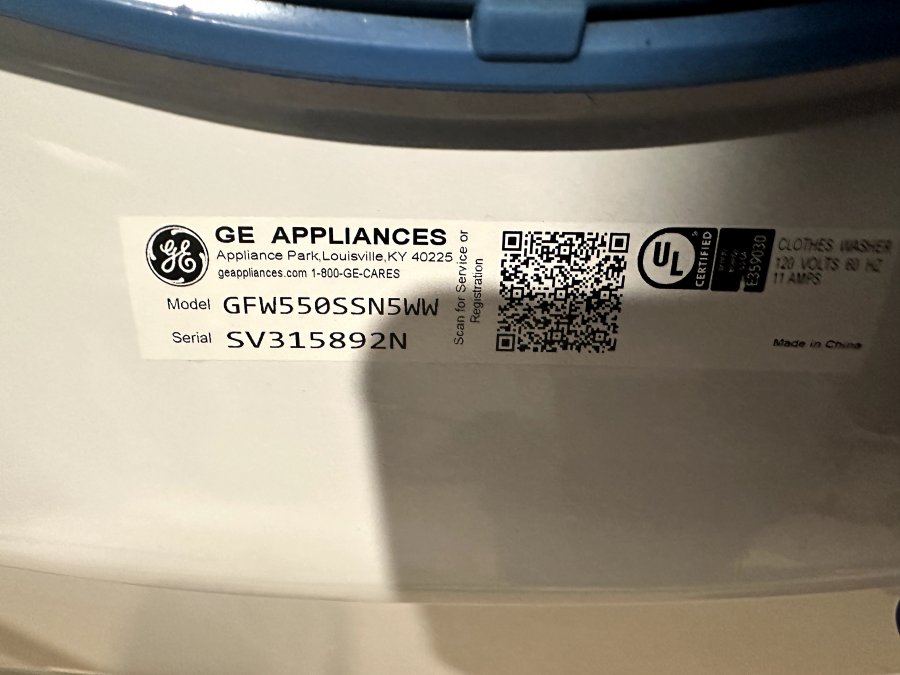 GE
GE APPLIANCES
Appliance Park,Louisville,KY 40225
geappliances.com 1-800-GE-CARES
Model GFW550SSN5WW
Serial SV315892N
Scan for Service or
Registration
UL
CERTIFIED
E359030
CLOTHES WASHER
120 VOLTS 60 HZ
11 AMPS
Made in China